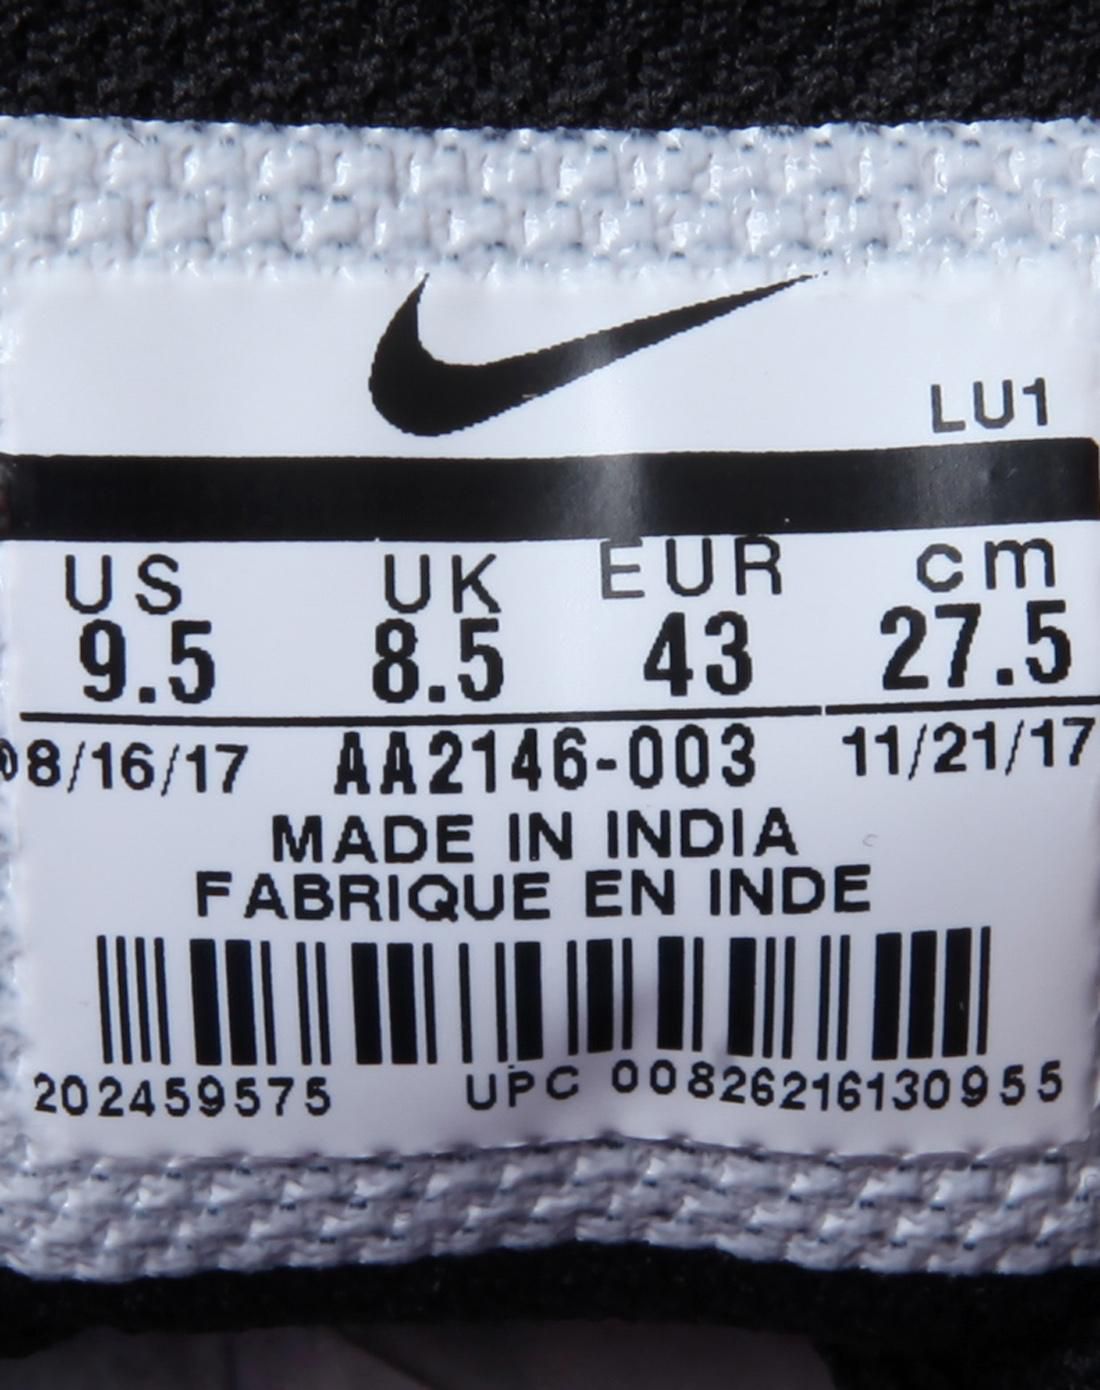 LU1
US UK EUR cm
9.5 8.5 43 27.5
08/16/17 AA2146-003 11/21/17
MADE IN INDIA
FABRIQUE EN INDE
202459575 UPC 00826216130955